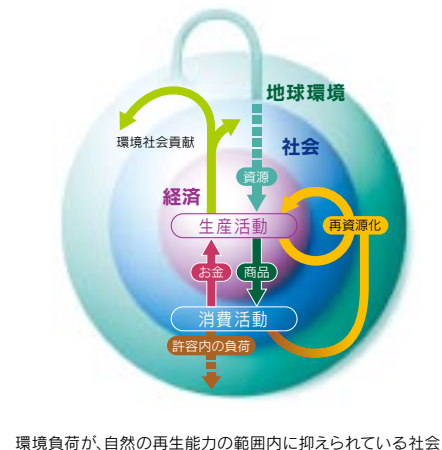 地球環境
社会
環境社会貢献
資源
経済
生産活動
再資源化
お金
商品
消費活動
許容内の負荷
環境負荷が、自然の再生能力の範囲内に抑えられている社会